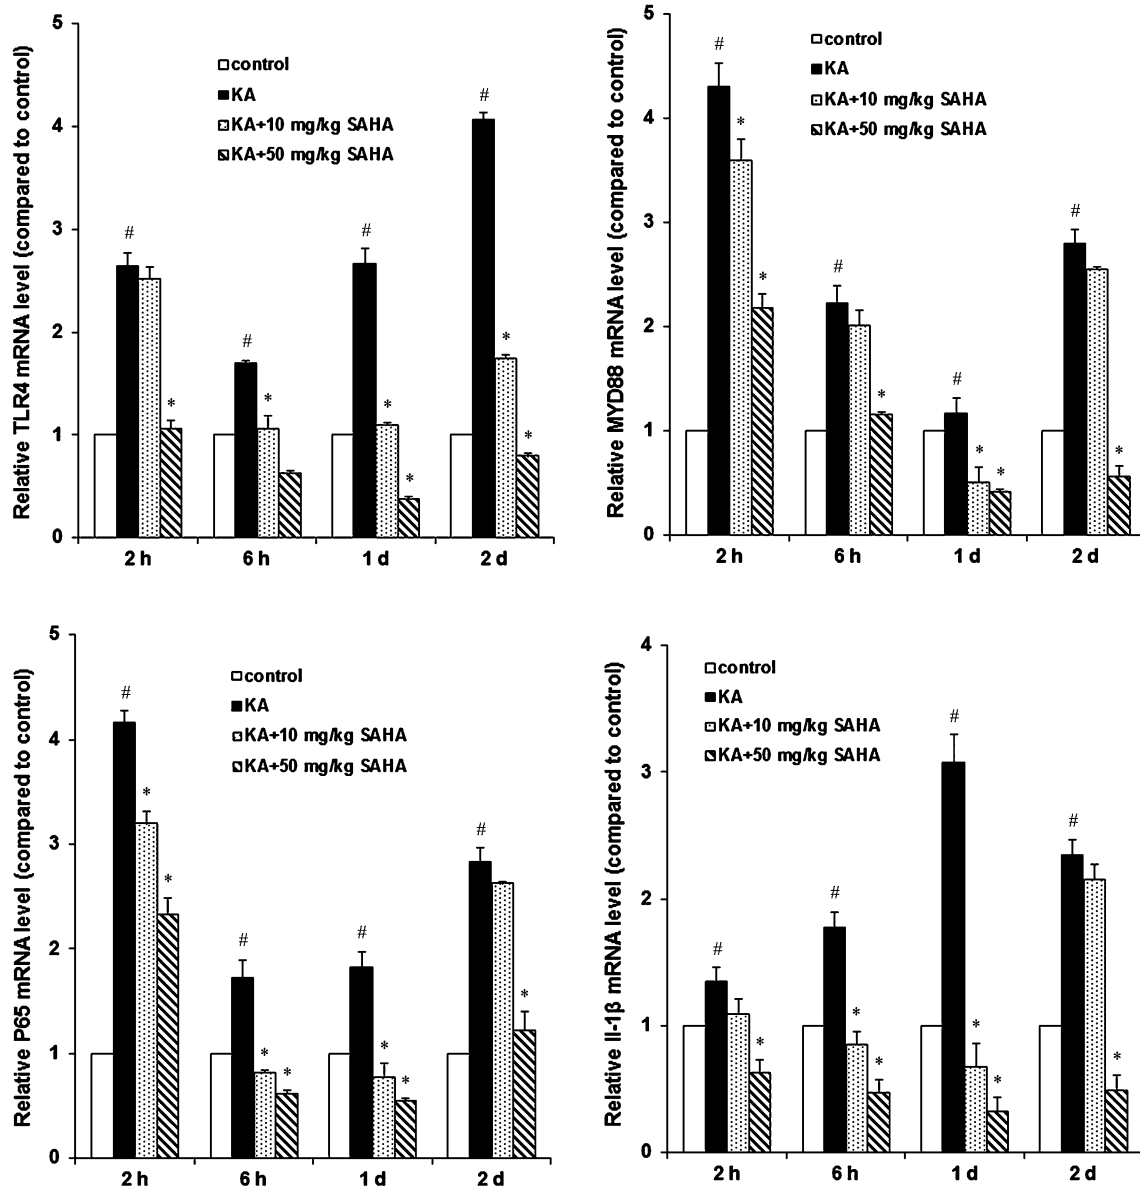 Relative TLR4 mRNA level (compared to control)
5
4
3
2
1
0
control
KA
KA+10 mg/kg SAHA
KA+50 mg/kg SAHA
#
*
#
*
#
*
*
#
*
*
2 h
6 h
1 d
2 d
Relative MYD88 mRNA level (compared to control)
5
4
3
2
1
0
control
KA
KA+10 mg/kg SAHA
KA+50 mg/kg SAHA
#
*
*
#
*
#
*
*
#
*
2 h
6 h
1 d
2 d
Relative P65 mRNA level (compared to control)
5
4
3
2
1
0
control
KA
KA+10 mg/kg SAHA
KA+50 mg/kg SAHA
#
*
*
#
*
*
#
*
*
#
*
2 h
6 h
1 d
2 d
Relative Il-1β mRNA level (compared to control)
4
3
2
1
0
control
KA
KA+10 mg/kg SAHA
KA+50 mg/kg SAHA
#
*
#
*
*
#
*
*
#
*
2 h
6 h
1 d
2 d